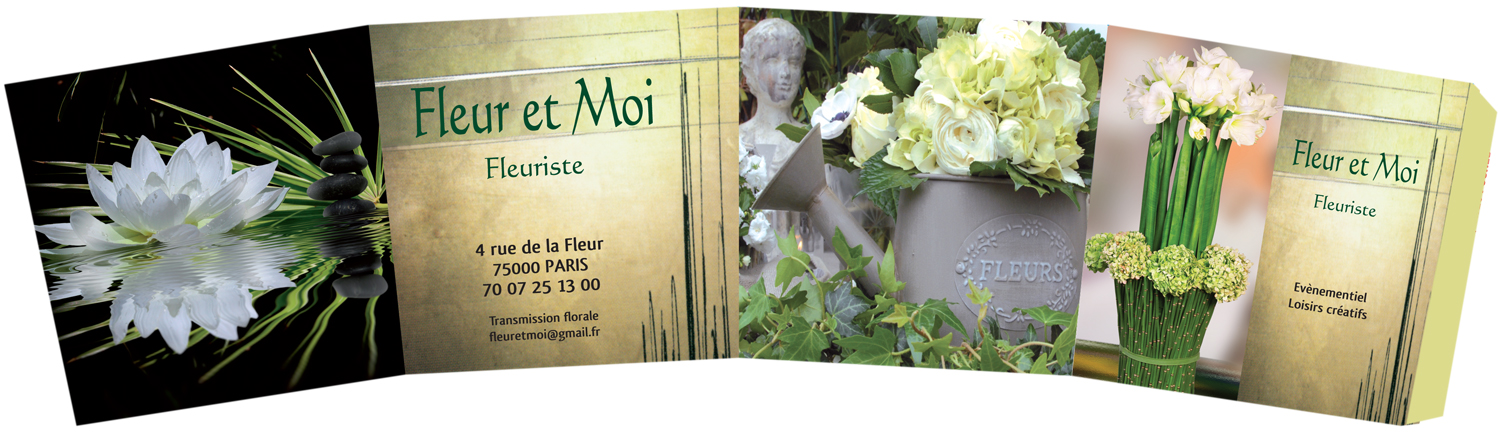 Fleur et Moi
Fleuriste
4 rue de la Fleur
75000 PARIS
70 07 25 13 00
Transmission florale
fleuretmoi@gmail.fr
FLEURS
Fleur et Moi
Fleuriste
Evènementiel
Loisirs créatifs